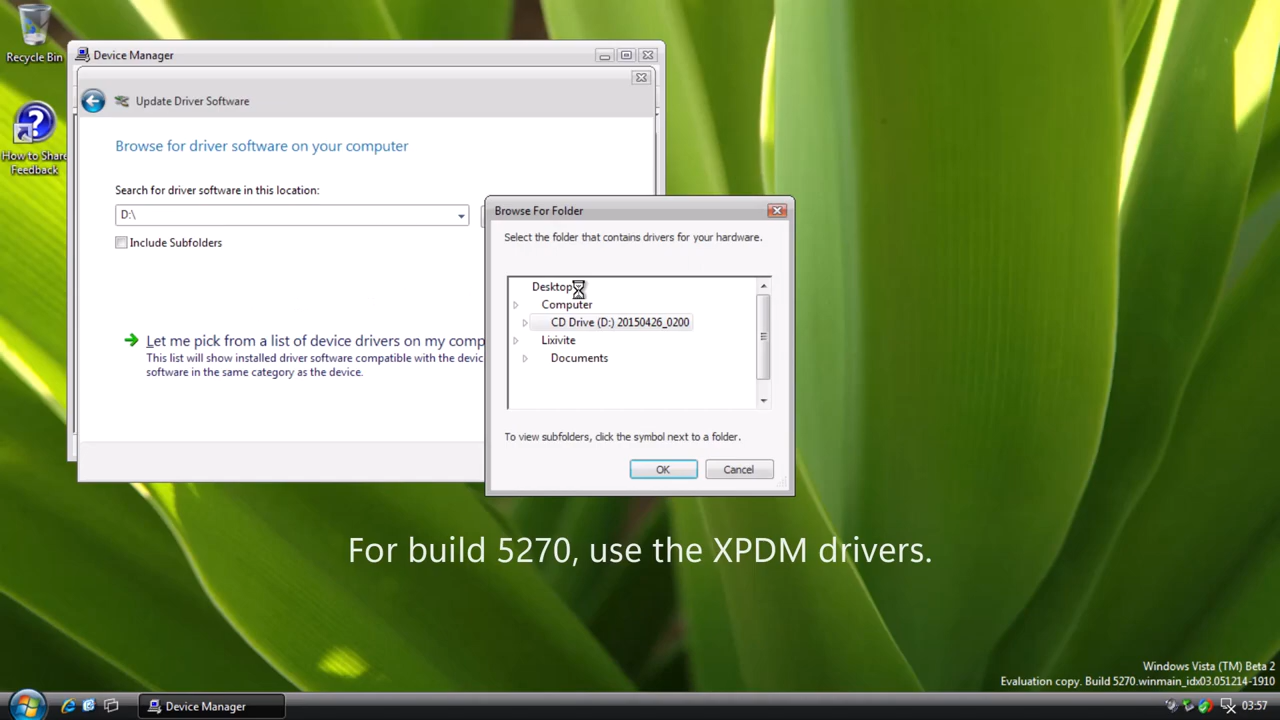 Recycle Bin
How to Share
Feedback
Device Manager
Update Driver Software
Browse for driver software on your computer
Search for driver software in this location:
D:\
Include Subfolders
Let me pick from a list of device drivers on my comp
This list will show installed driver software compatible with the devic
software in the same category as the device.
Browse For Folder
Select the folder that contains drivers for your hardware.
Desktop
Computer
CD Drive (D:) 20150426_0200
Lixivite
Documents
To view subfolders, click the symbol next to a folder.
OK
Cancel
For build 5270, use the XPDM drivers.
Windows Vista (TM) Beta 2
Evaluation copy. Build 5270.winmain_idx03.051214-1910
Device Manager
03:57